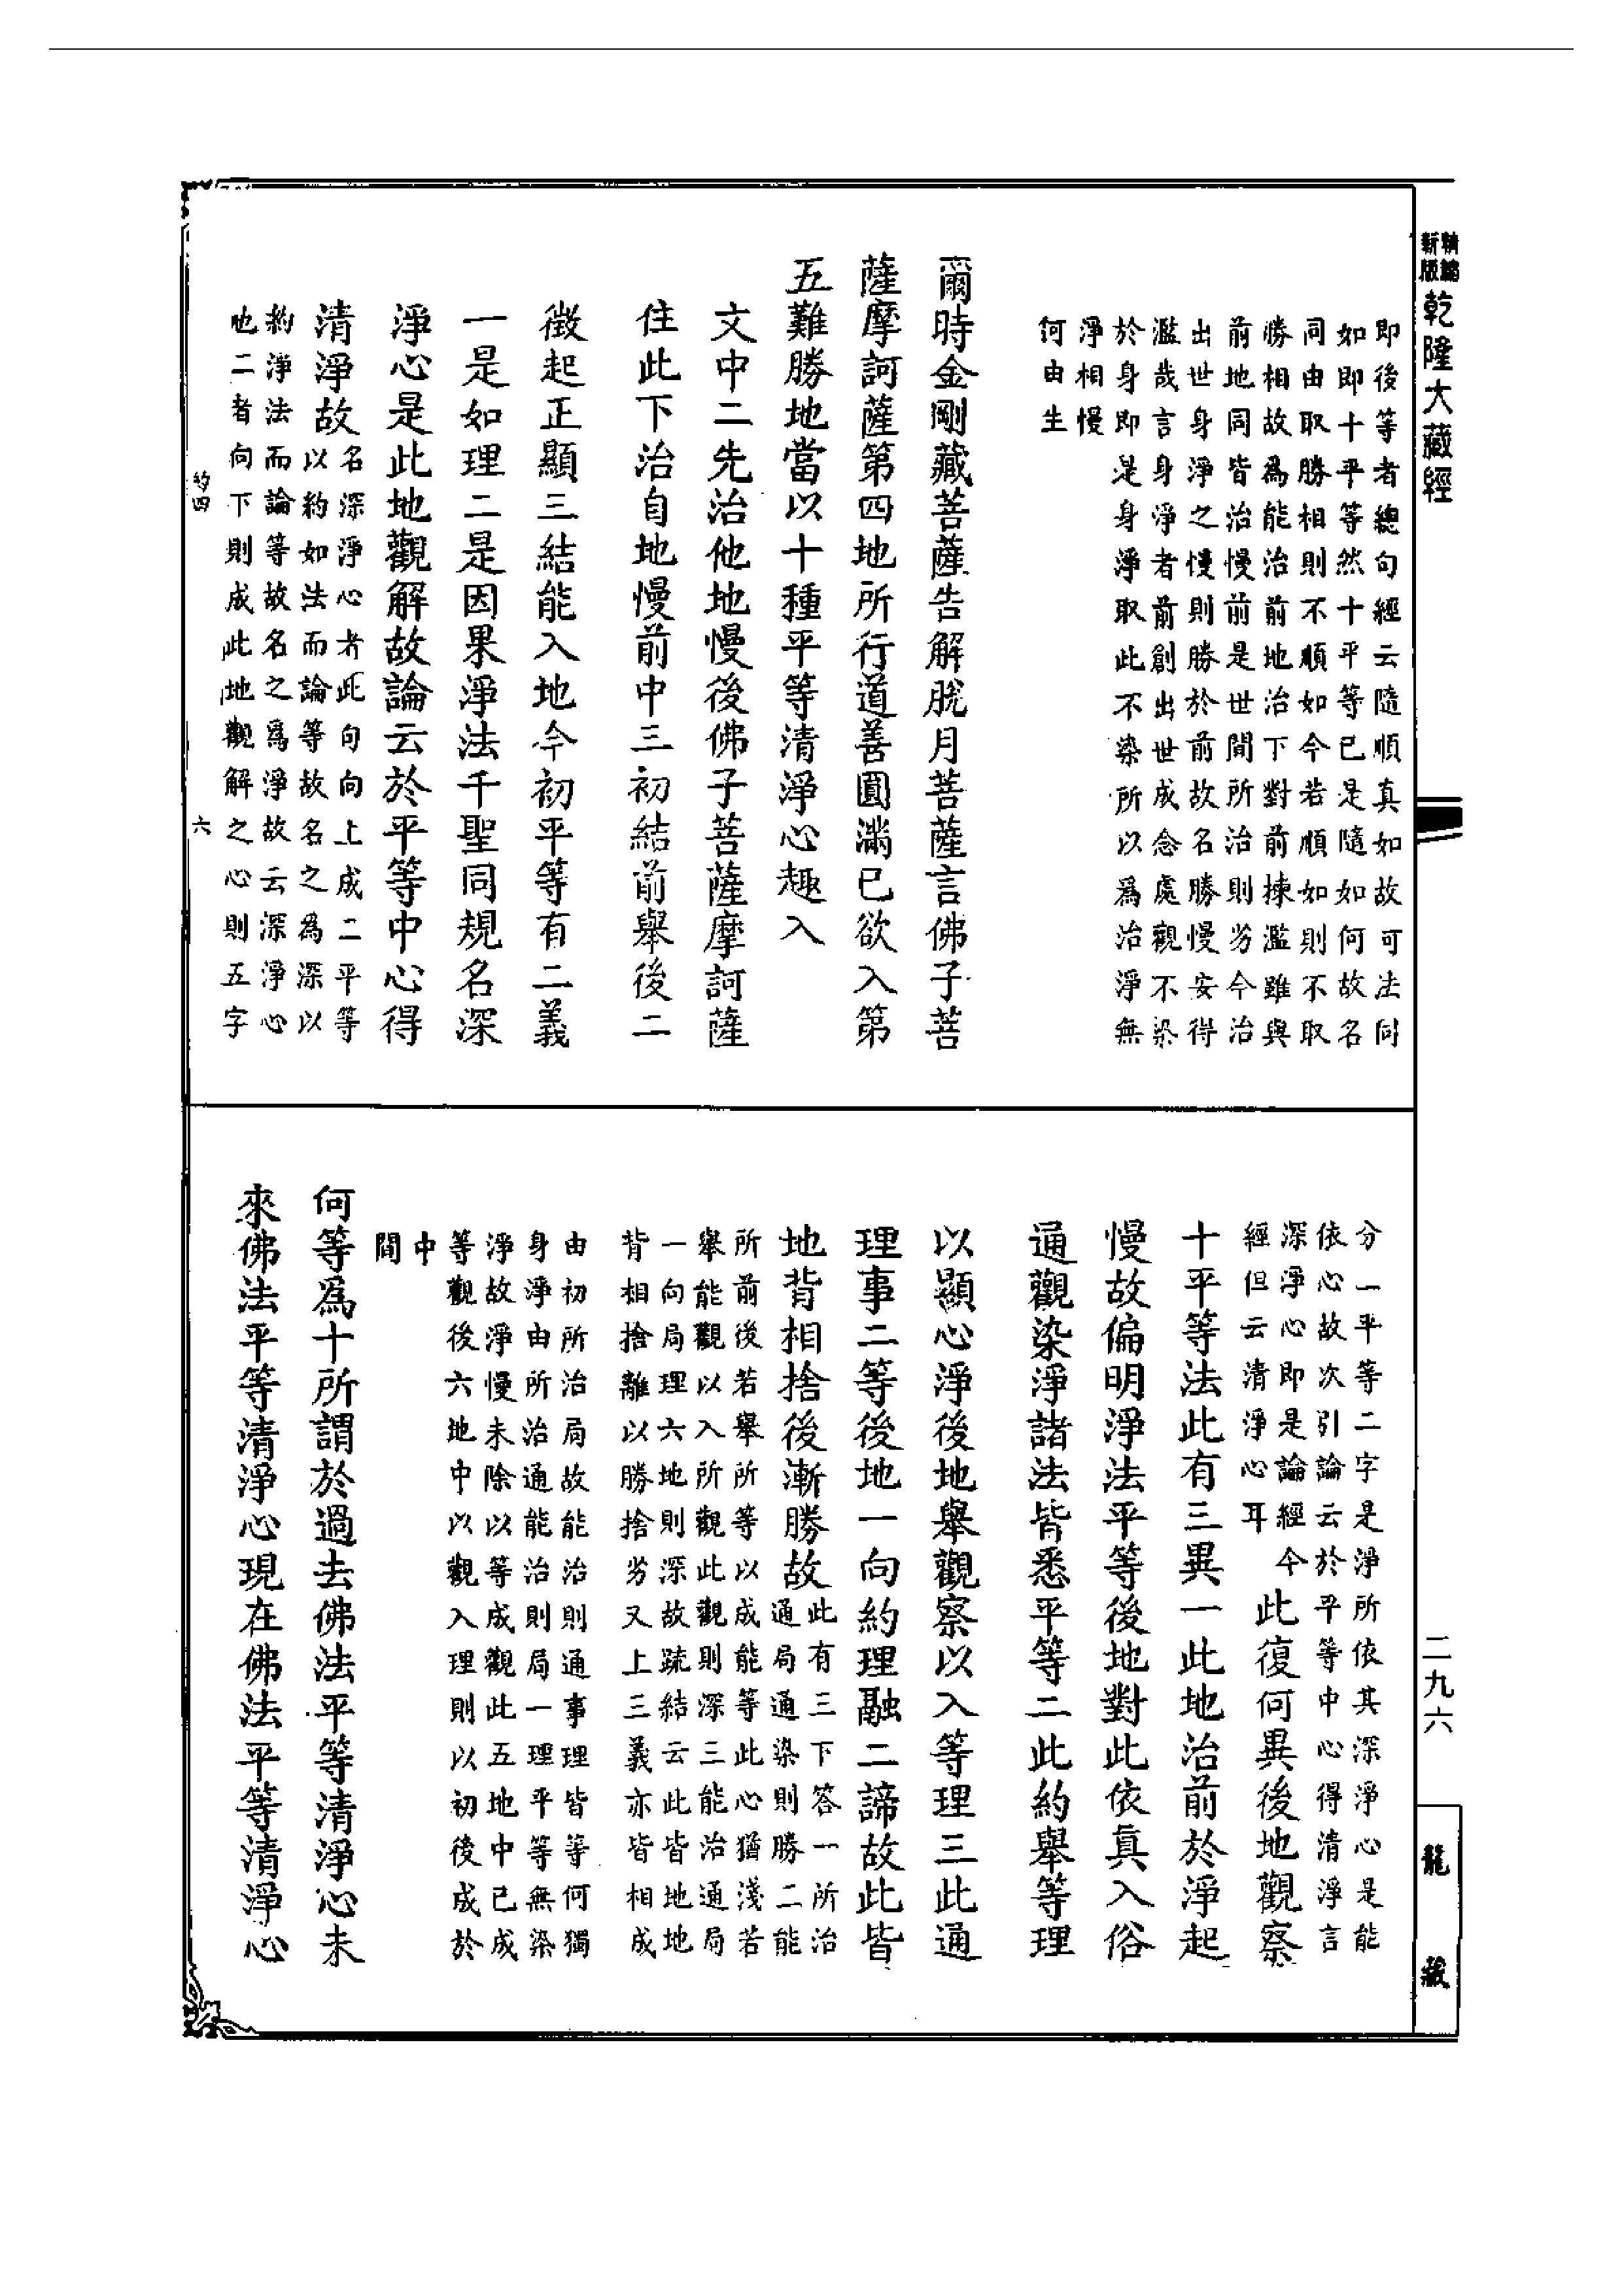 精編
新版
乾隆大藏經
即後等者總句經云隨順真如故可法同
如即十平等然十平等已是隨如何故名
同由取勝相則不順如今若順如則不取
勝相故為能治前地治下對前揀濫雖與
前地同皆治慢前是世間所治則劣今治
出世身淨之慢則勝於前故名勝慢安得
濫哉言身淨者前創出世成念處觀不染
於身即是身淨取此不染所以為治淨無
淨相慢
何由生
爾時金剛藏菩薩告解脫月菩薩言佛子菩
薩摩訶薩第四地所行道善圓滿已欲入第
五難勝地當以十種平等清淨心趣入
文中二先治他地慢後佛子菩薩摩訶薩
住此下治自地慢前中三初結前舉後二
徵起正顯三結能入地今初平等有二義
一是如理二是因果淨法千聖同規名深
淨心是此地觀解故論云於平等中心得
清淨故名深淨心者此句向上成二平等
以約如法而論等故名之為深以
約淨法而論等故名之為淨故云深淨心
也二者向下則成此地觀解之心則五字
約四
六
分一平等二字是淨所依其深淨心是能
依心故次引論云於平等中心得清淨言
深淨心即是論經今
經但云清淨心耳
此復何異後地觀察
十平等法此有三異一此地治前於淨起
慢故偏明淨法平等後地對此依真入俗
通觀染淨諸法皆悉平等二此約舉等理
以顯心淨後地舉觀察以入等理三此通
理事二等後地一向約理融二諦故此皆
地背相捨後漸勝故此有三下答一所治
通局通染則勝二能
所前後若舉所等以成能等此心猶淺若
舉能觀以入所觀此觀則深三能治通局
一向局理六地則深故疏結云此皆地地
背相捨離以勝捨劣又上三義亦皆相成
由初所治局故能治則通事理皆等何獨
身淨由所治通能治則局一理平等無染
淨故淨慢未除以等成觀此五地中已成
等觀後六地中以觀入理則以初後成於
中
間
何等為十所謂於過去佛法平等清淨心未
來佛法平等清淨心現在佛法平等清淨心
二九六
龍
藏